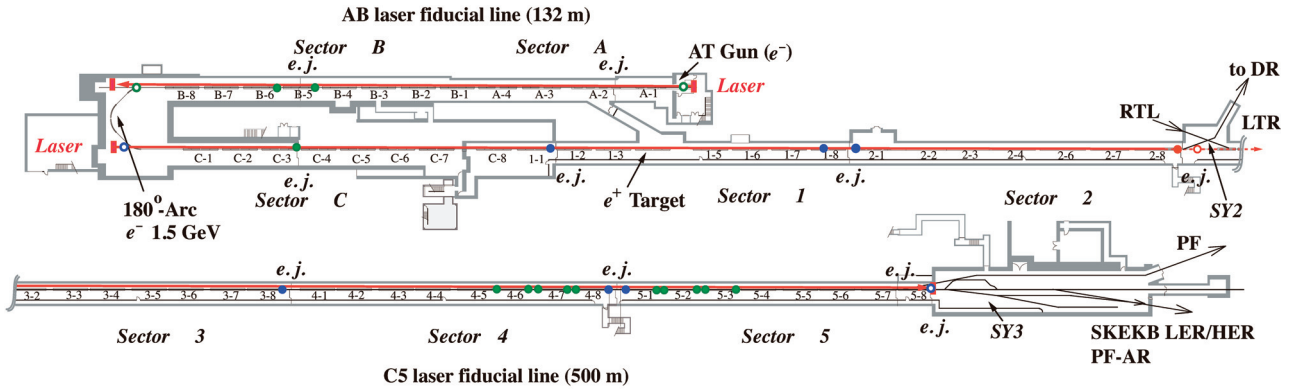 AB laser fiducial line (132 m)
Sector B Sector A
e. j. e. j.
AT Gun (e⁻)
Laser
B-8 B-7 B-6 B-5 B-4 B-3 B-2 B-1 A-4 A-3 A-2 A-1
to DR
RTL
LTR
Laser
C-1 C-2 C-3 C-4 C-5 C-6 C-7 C-8 1-1 1-2 1-3 1-5 1-6 1-7 1-8 2-1 2-2 2-3 2-4 2-6 2-7 2-8
e. j. e. j. e. j. e. j.
Sector C e⁺ Target Sector 1 Sector 2 SY2
180°-Arc
e⁻ 1.5 GeV
PF
e. j. e. j. e. j.
3-2 3-3 3-4 3-5 3-6 3-7 3-8 4-1 4-2 4-3 4-4 4-5 4-6 4-7 4-8 5-1 5-2 5-3 5-4 5-5 5-6 5-7 5-8
e. j. SY3
Sector 3 Sector 4 Sector 5
SKEKB LER/HER
PF-AR
C5 laser fiducial line (500 m)